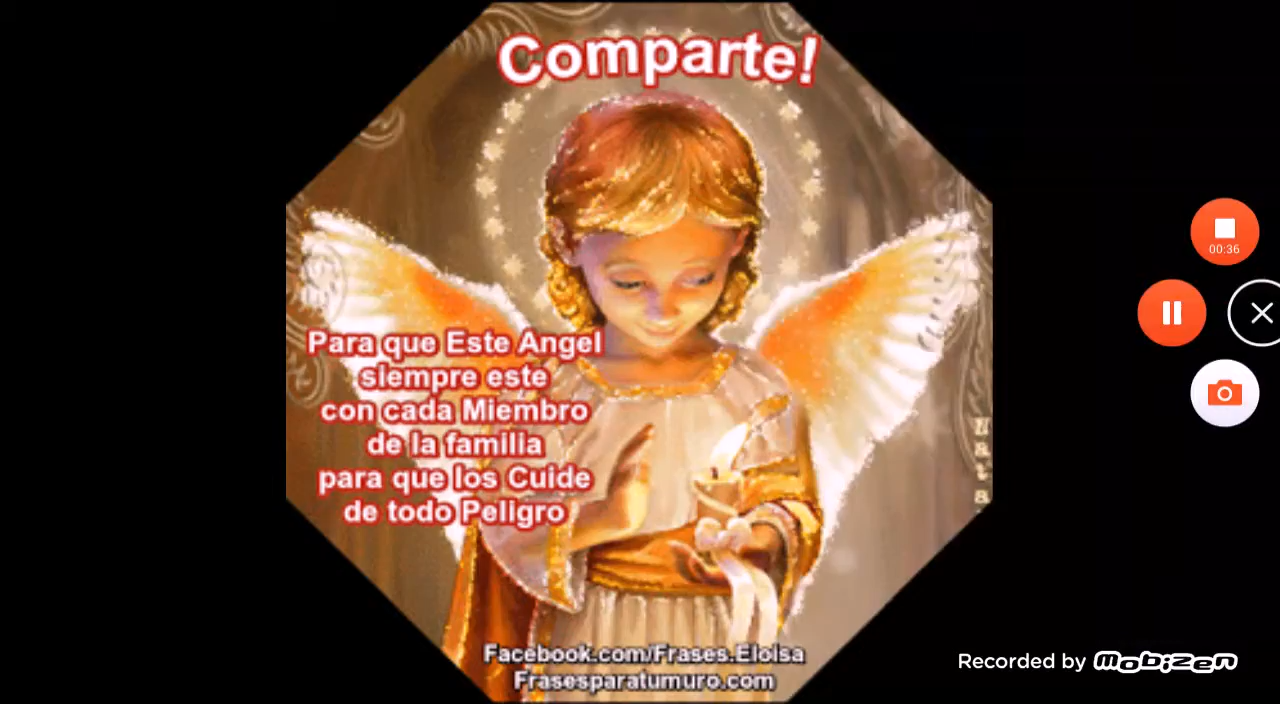 Comparte!
Para que Este Angel
siempre este
con cada Miembro
de la familia
para que los Cuide
de todo Peligro
Facebook.com/Frases.Eloisa
Frasesparatumuro.com
00:36
Recorded by Mobizen